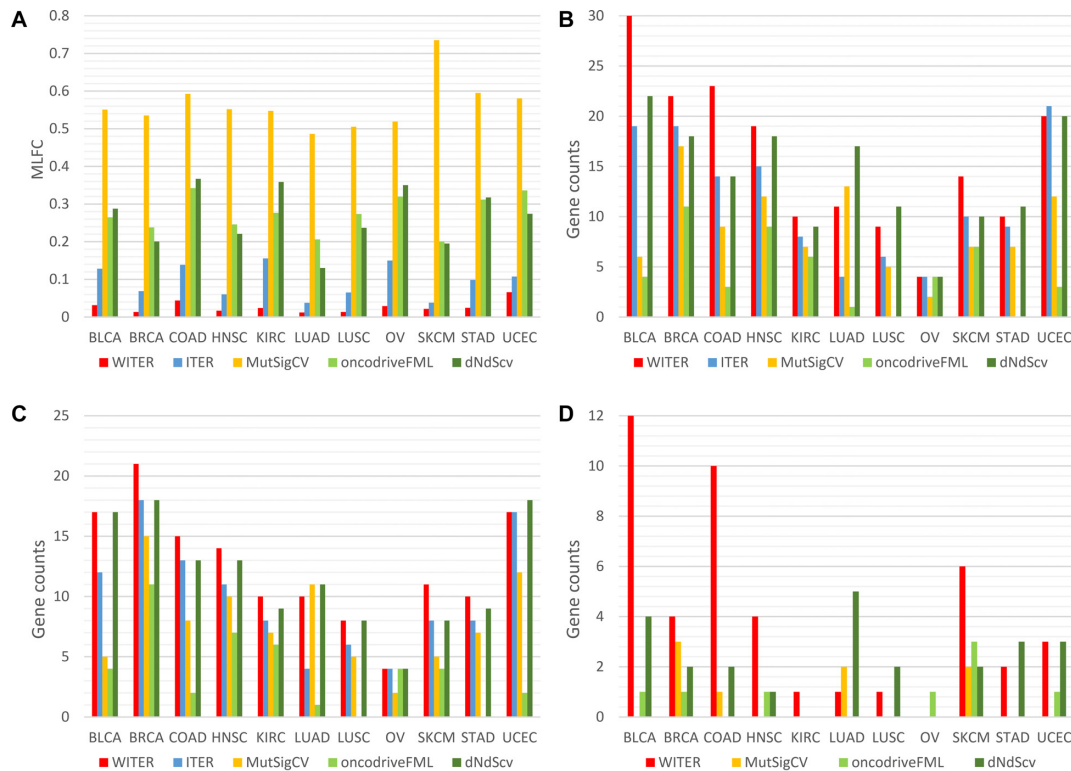 A
0.8
0.7
0.6
0.5
0.4
0.3
0.2
0.1
0
MLFC
BLCA BRCA COAD HNSC KIRC LUAD LUSC OV SKCM STAD UCEC
WITER ITER MutSigCV oncodriveFML dNdScv
B
30
25
20
15
10
5
0
Gene counts
BLCA BRCA COAD HNSC KIRC LUAD LUSC OV SKCM STAD UCEC
WITER ITER MutSigCV oncodriveFML dNdScv
C
25
20
15
10
5
0
Gene counts
BLCA BRCA COAD HNSC KIRC LUAD LUSC OV SKCM STAD UCEC
WITER ITER MutSigCV oncodriveFML dNdScv
D
12
10
8
6
4
2
0
Gene counts
BLCA BRCA COAD HNSC KIRC LUAD LUSC OV SKCM STAD UCEC
WITER MutSigCV oncodriveFML dNdScv